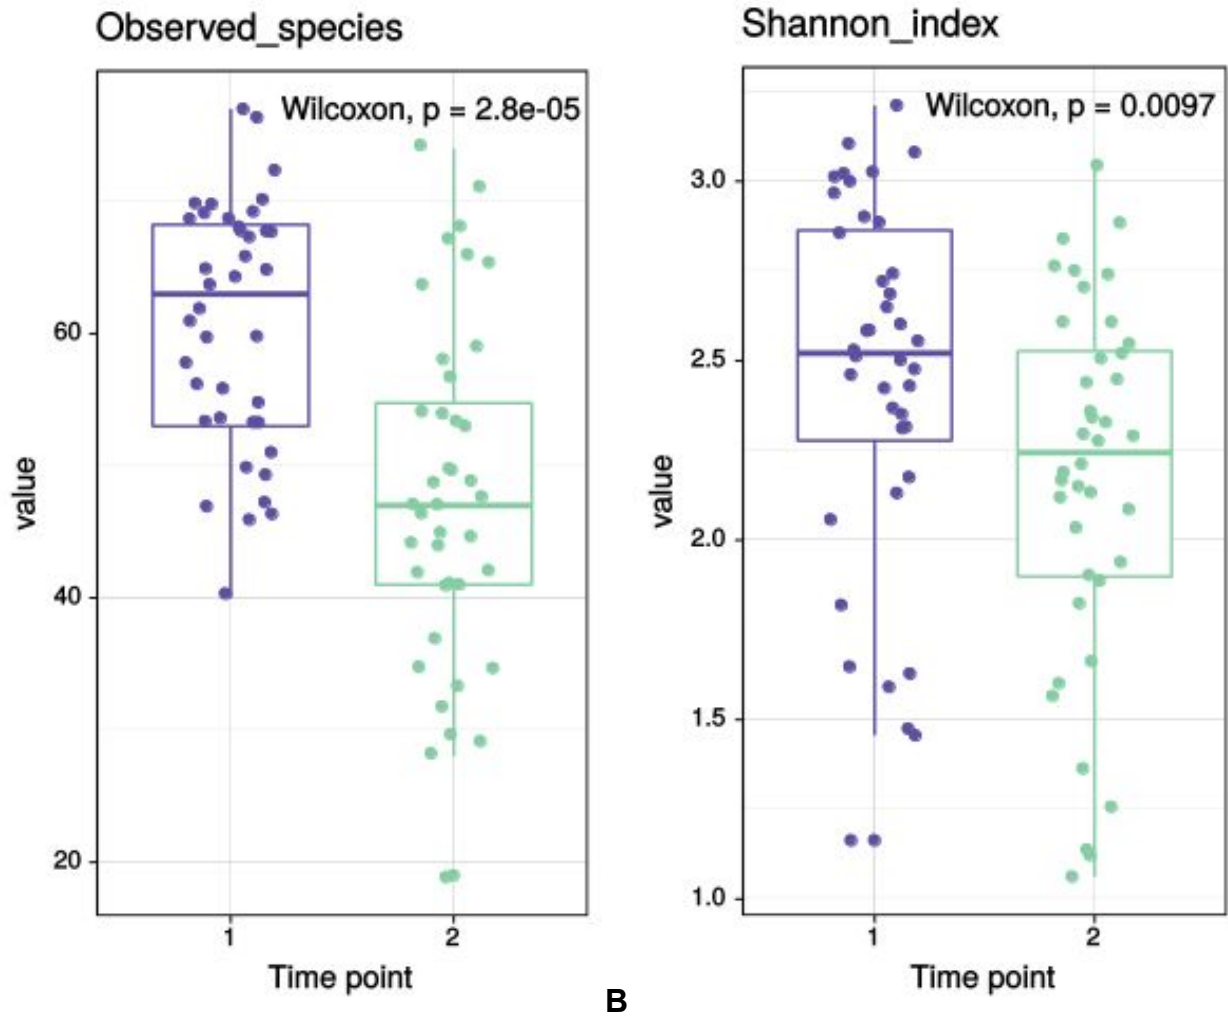 Observed_species
Wilcoxon, p = 2.8e-05
value
60
40
20
1
2
Time point
Shannon_index
Wilcoxon, p = 0.0097
value
3.0
2.5
2.0
1.5
1.0
1
2
Time point
B